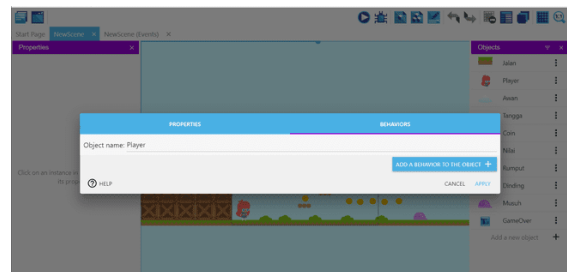 Start Page NewScene × NewScene (Events) ×
Properties ×
Objects ×
Jalan
Player
Awan
Tangga
Coin
Nilai
Rumput
Dinding
Musuh
GameOver
Add a new object +
PROPERTIES BEHAVIORS
Object name: Player
ADD A BEHAVIOR TO THE OBJECT +
? HELP
CANCEL APPLY
Click on an instance in